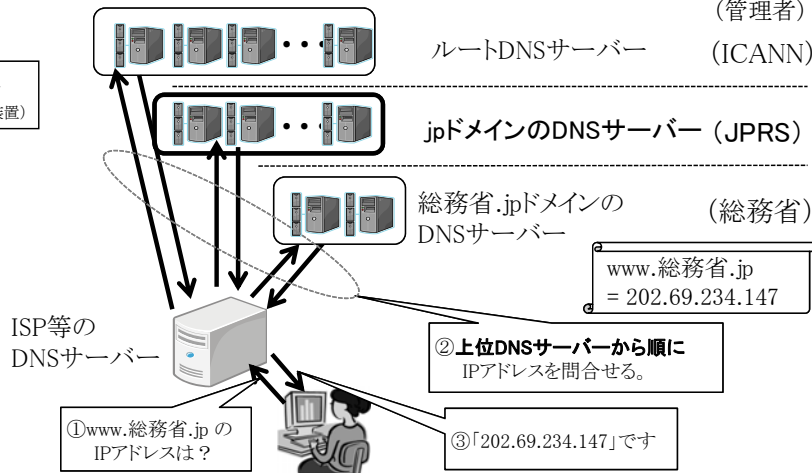 (管理者)
ルートDNSサーバー (ICANN)
置)
jpドメインのDNSサーバー (JPRS)
総務省.jpドメインの
DNSサーバー
(総務省)
www.総務省.jp
= 202.69.234.147
ISP等の
DNSサーバー
②上位DNSサーバーから順に
IPアドレスを問合せる。
①www.総務省.jp の
IPアドレスは？
③「202.69.234.147」です